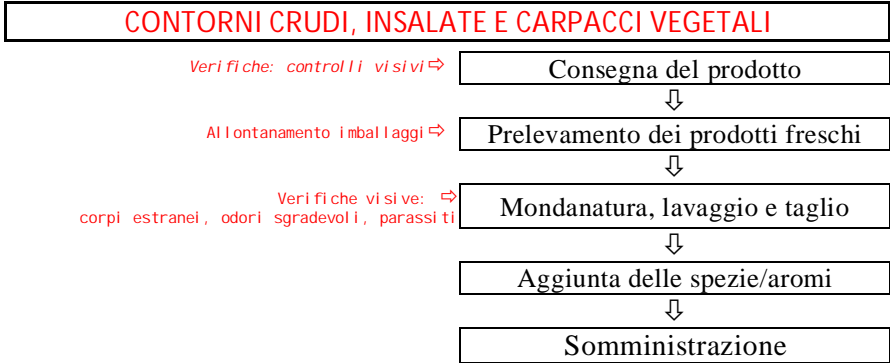 CONTORNI CRUDI, INSALATE E CARPACCI VEGETALI
Verifiche: controlli visivi⇨
Consegna del prodotto
⇩
Allontanamento imballaggi⇨
Prelevamento dei prodotti freschi
⇩
Verifiche visive: ⇨
corpi estranei, odori sgradevoli, parassiti
Mondanatura, lavaggio e taglio
⇩
Aggiunta delle spezie/aromi
⇩
Somministrazione